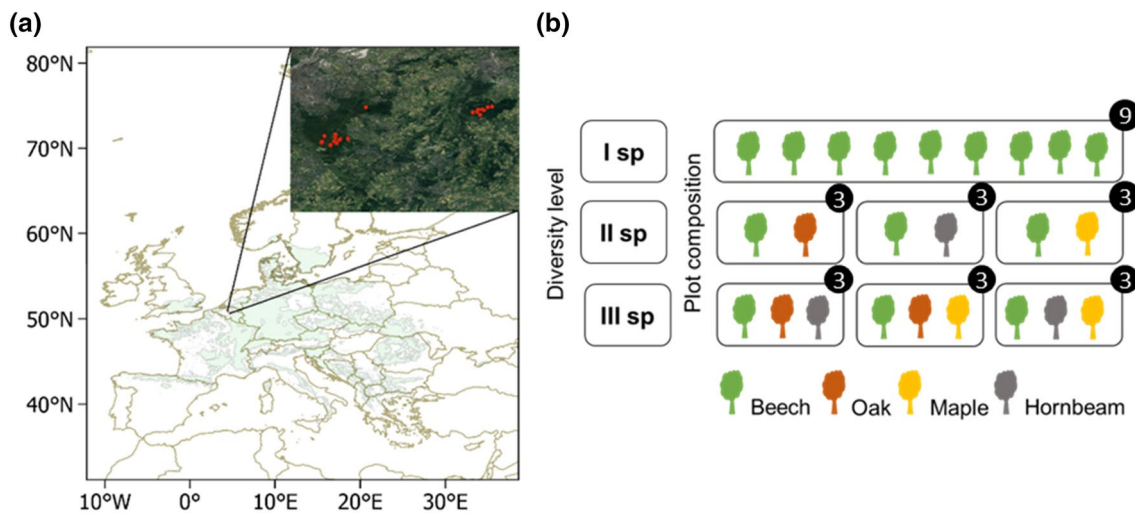 (a)
80°N
70°N
60°N
50°N
40°N
10°W 0° 10°E 20°E 30°E
(b)
Diversity level
Plot composition
I sp
9
II sp
3
3
3
III sp
3
3
3
Beech Oak Maple Hornbeam